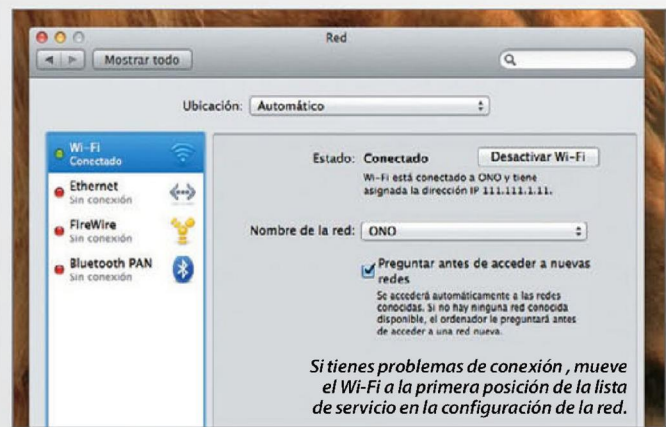 Red
Mostrar todo
Ubicación: Automático
Wi-Fi
Conectado
Ethernet
Sin conexión
FireWire
Sin conexión
Bluetooth PAN
Sin conexión
Estado: Conectado
Desactivar Wi-Fi
Wi-Fi está conectado a ONO y tiene
asignada la dirección IP 111.111.1.11.
Nombre de la red: ONO
Preguntar antes de acceder a nuevas
redes
Se accederá automáticamente a las redes
conocidas. Si no hay ninguna red conocida
disponible, el ordenador le preguntará antes
de acceder a una red nueva.
Si tienes problemas de conexión , mueve
el Wi-Fi a la primera posición de la lista
de servicio en la configuración de la red.